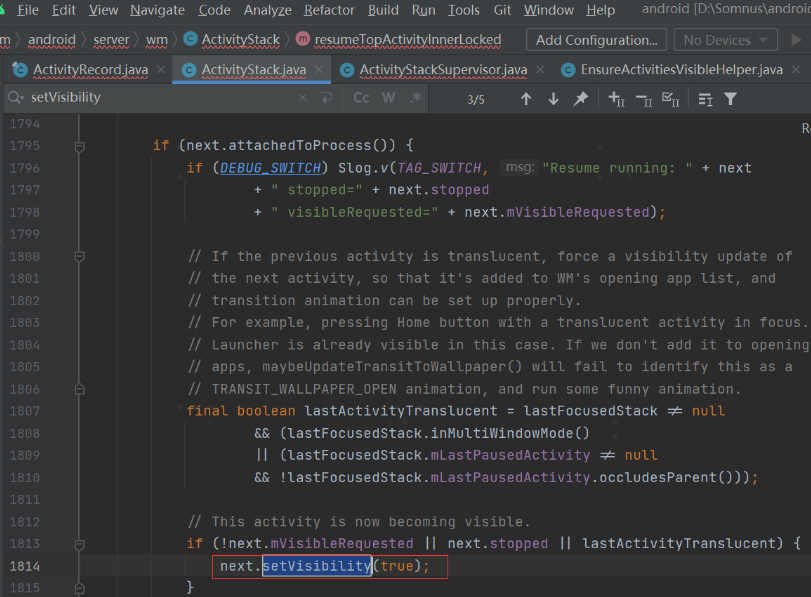 File Edit View Navigate Code Analyze Refactor Build Run Tools Git Window Help android [D:\Somnus\androi
m android server wm ActivityStack resumeTopActivityInnerLocked Add Configuration... No Devices
ActivityRecord.java ActivityStack.java ActivityStackSupervisor.java EnsureActivitiesVisibleHelper.java
setVisibility Cc W .* 3/5
1794
1795 if (next.attachedToProcess()) {
1796 if (DEBUG_SWITCH) Slog.v(TAG_SWITCH, msg: "Resume running: " + next
1797 + " stopped=" + next.stopped
1798 + " visibleRequested=" + next.mVisibleRequested);
1799
1800 // If the previous activity is translucent, force a visibility update of
1801 // the next activity, so that it's added to WM's opening app list, and
1802 // transition animation can be set up properly.
1803 // For example, pressing Home button with a translucent activity in focus.
1804 // Launcher is already visible in this case. If we don't add it to opening
1805 // apps, maybeUpdateTransitToWallpaper() will fail to identify this as a
1806 // TRANSIT_WALLPAPER_OPEN animation, and run some funny animation.
1807 final boolean lastActivityTranslucent = lastFocusedStack ≠ null
1808 && (lastFocusedStack.inMultiWindowMode()
1809 || (lastFocusedStack.mLastPausedActivity ≠ null
1810 && !lastFocusedStack.mLastPausedActivity.occludesParent()));
1811
1812 // This activity is now becoming visible.
1813 if (!next.mVisibleRequested || next.stopped || lastActivityTranslucent) {
1814 next.setVisibility(true);
1815 }